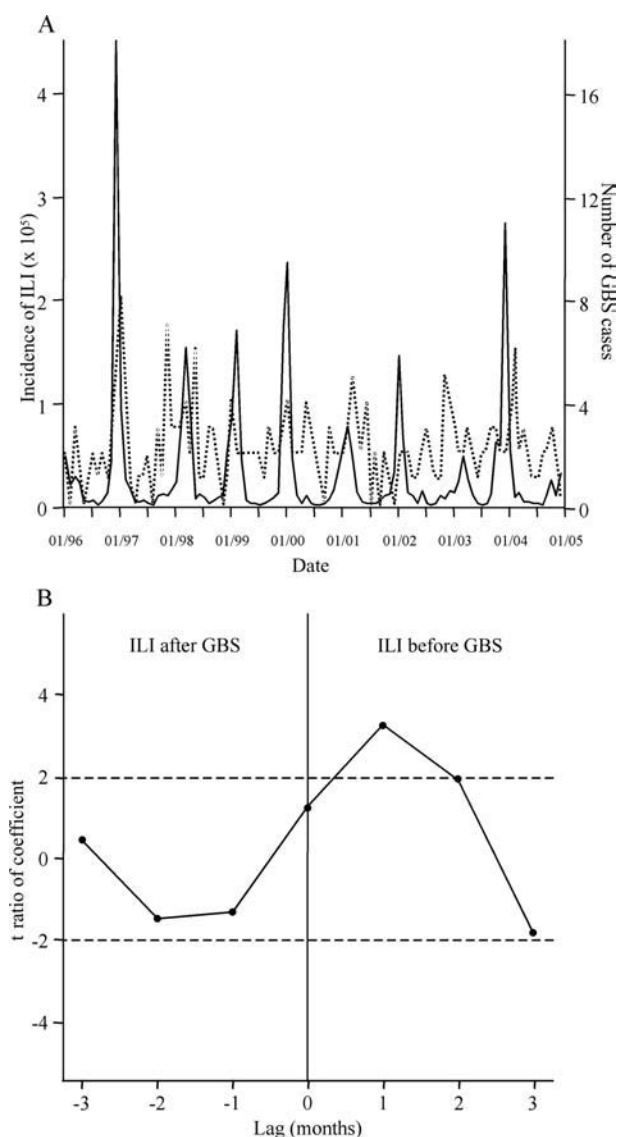 A
4
3
2
1
0
Incidence of ILI (x 10⁵)
16
12
8
4
0
Number of GBS cases
01/96 01/97 01/98 01/99 01/00 01/01 01/02 01/03 01/04 01/05
Date
B
ILI after GBS ILI before GBS
4
2
0
-2
-4
t ratio of coefficient
-3 -2 -1 0 1 2 3
Lag (months)